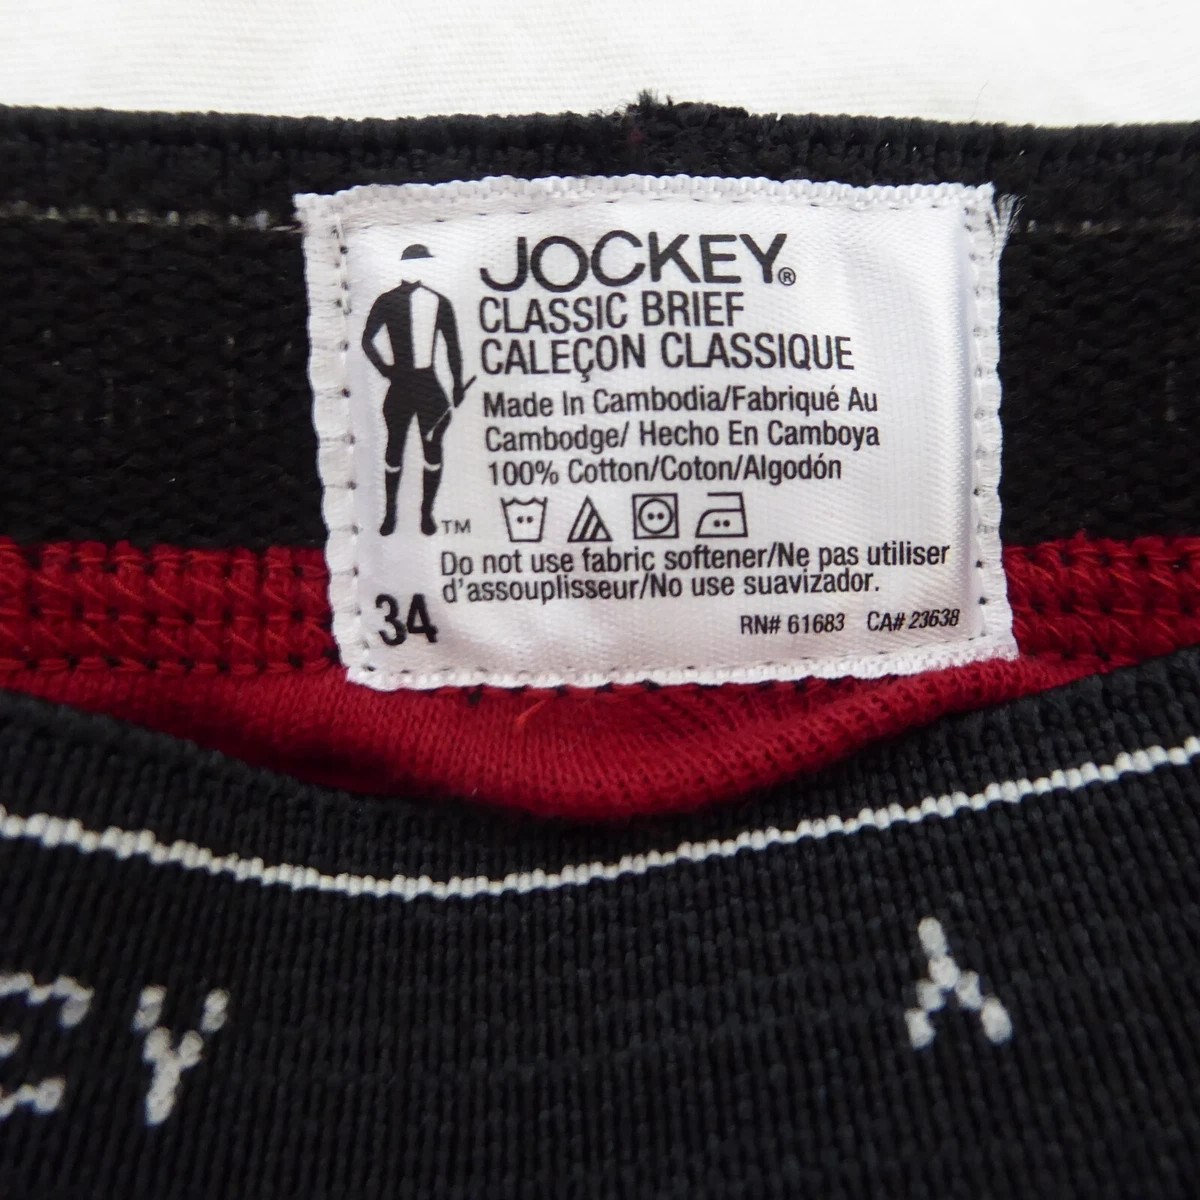 JOCKEY®
CLASSIC BRIEF
CALEÇON CLASSIQUE
Made In Cambodia/Fabriqué Au
Cambodge/ Hecho En Camboya
100% Cotton/Coton/Algodón
TM
Do not use fabric softener/Ne pas utiliser
d'assouplisseur/No use suavizador.
34
RN# 61683 CA# 23638
EY